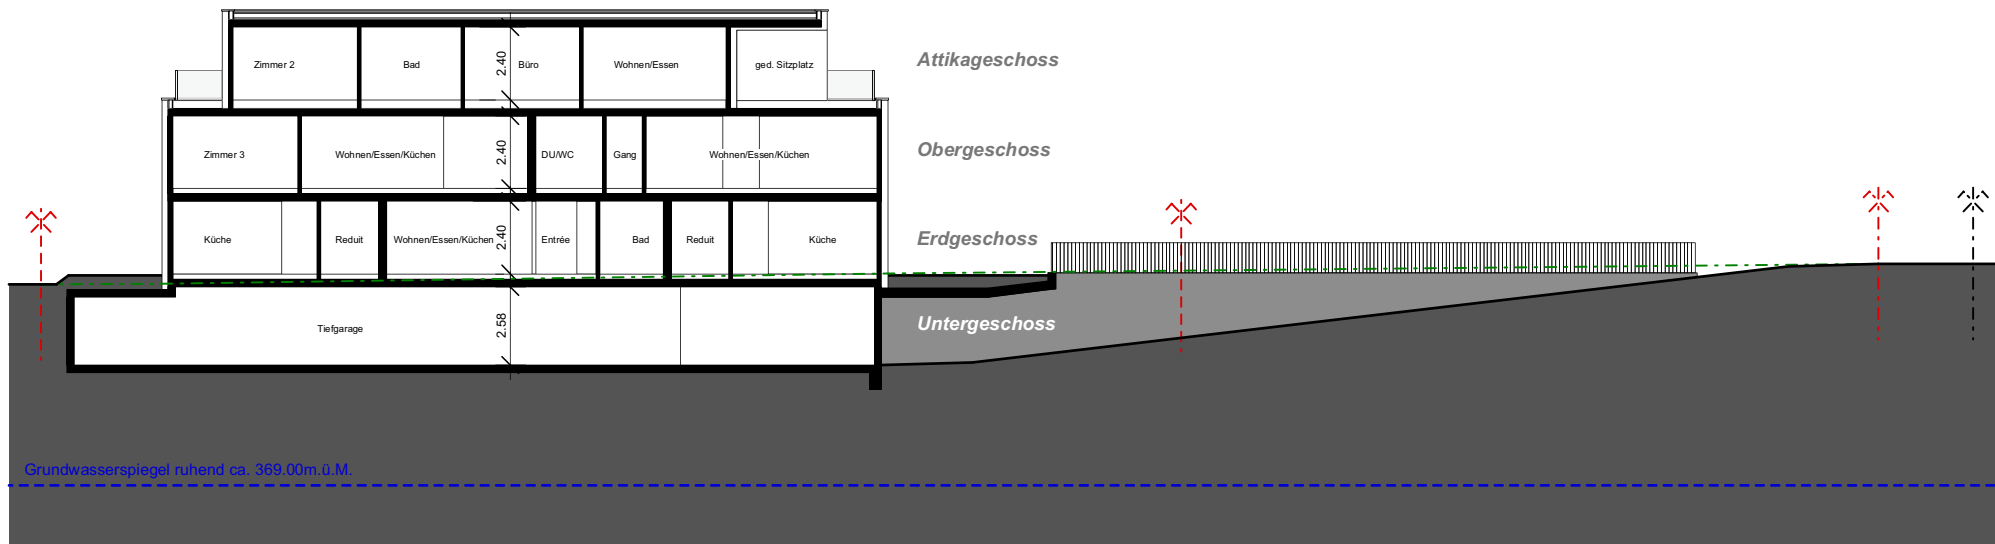 Zimmer 2 Bad 2.40 Büro Wohnen/Essen ged. Sitzplatz Attikageschoss
Zimmer 3 Wohnen/Essen/Küchen 2.40 DU/WC Gang Wohnen/Essen/Küchen Obergeschoss
Küche Reduit Wohnen/Essen/Küchen 2.40 Entrée Bad Reduit Küche Erdgeschoss
Tiefgarage 2.58 Untergeschoss
Grundwasserspiegel ruhend ca. 369.00m.ü.M.